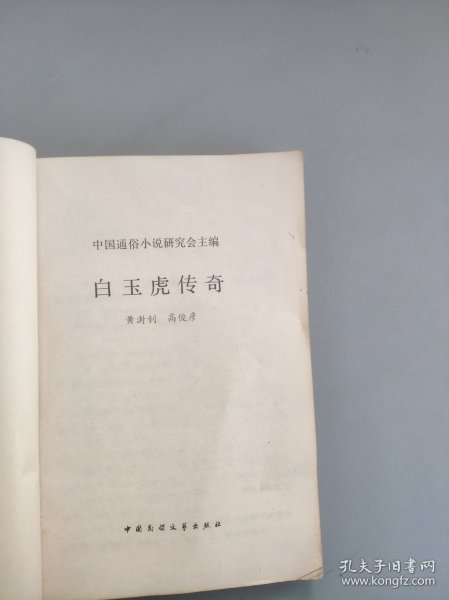 中国通俗小说研究会主编
白玉虎传奇
黄澍钊 高俊彦
中国民间文艺出版社
孔夫子旧书网
www.kongfz.com